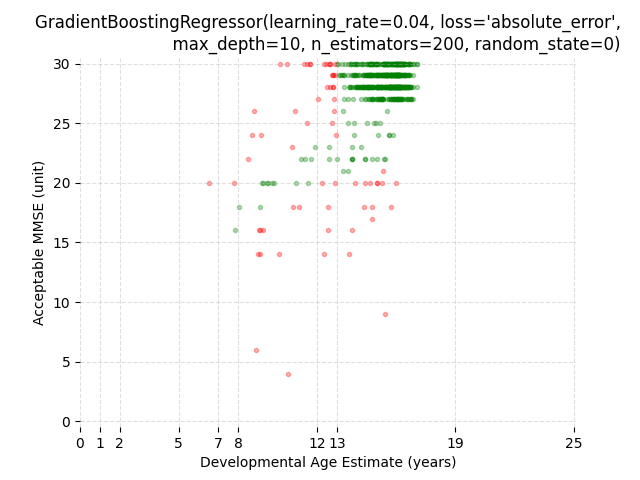 GradientBoostingRegressor(learning_rate=0.04, loss='absolute_error',
max_depth=10, n_estimators=200, random_state=0)
30
25
20
15
10
5
0
Acceptable MMSE (unit)
0 1 2 5 7 8 12 13 19 25
Developmental Age Estimate (years)